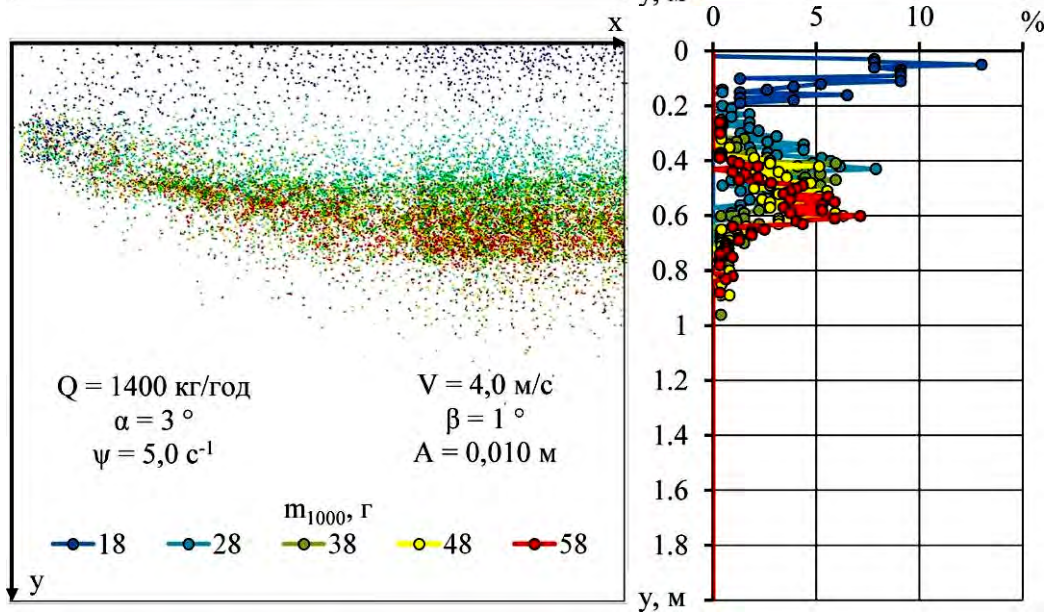 x
Q = 1400 кг/год
V = 4,0 м/с
α = 3 °
β = 1 °
ψ = 5,0 с⁻¹
A = 0,010 м
m₁₀₀₀, г
18 28 38 48 58
y
0 5 10 %
0
0.2
0.4
0.6
0.8
1
1.2
1.4
1.6
1.8
y, м